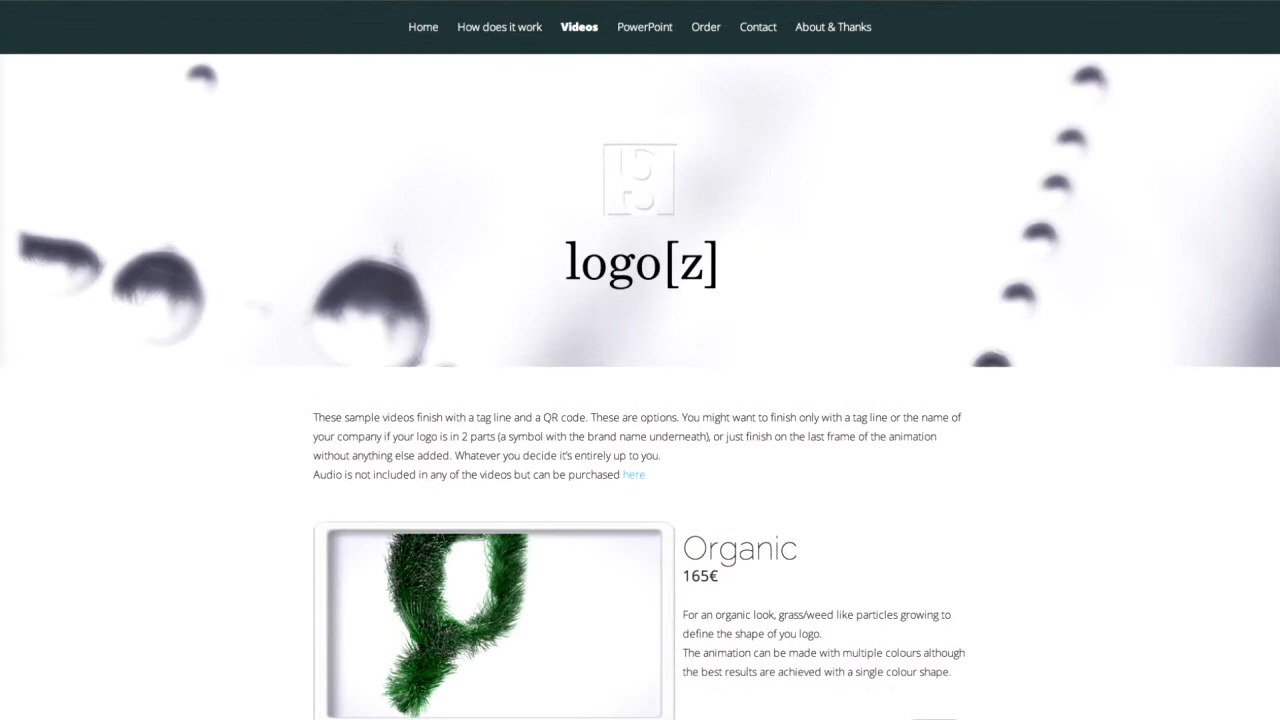 Home How does it work Videos PowerPoint Order Contact About & Thanks
logo[z]
These sample videos finish with a tag line and a QR code. These are options. You might want to finish only with a tag line or the name of
your company if your logo is in 2 parts (a symbol with the brand name underneath), or just finish on the last frame of the animation
without anything else added. Whatever you decide it's entirely up to you.
Audio is not included in any of the videos but can be purchased here
Organic
165€
For an organic look, grass/weed like particles growing to
define the shape of you logo.
The animation can be made with multiple colours although
the best results are achieved with a single colour shape.